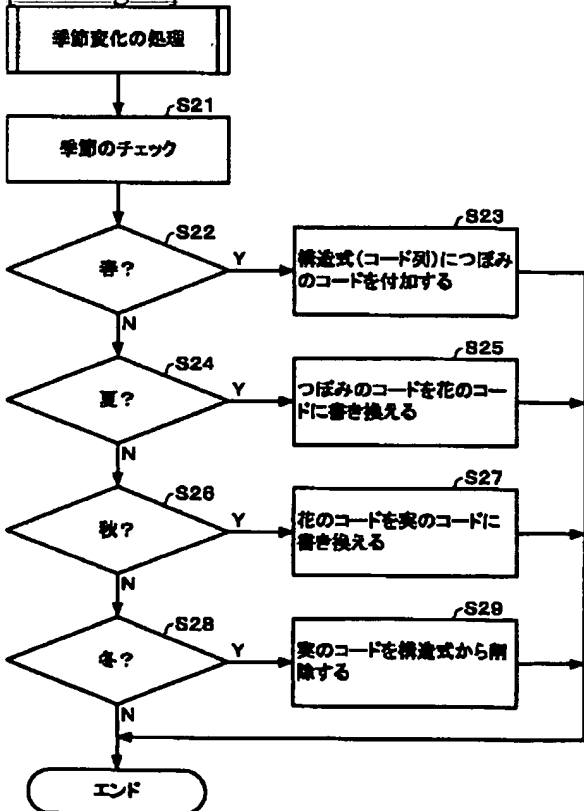 季節変化の処理
S21
季節のチェック
S22
春?
Y
N
S23
構造式(コード列)につぼみ
のコードを付加する
S24
夏?
Y
N
S25
つぼみのコードを花のコー
ドに書き換える
S26
秋?
Y
N
S27
花のコードを実のコードに
書き換える
S28
冬?
Y
N
S29
実のコードを構造式から削
除する
エンド